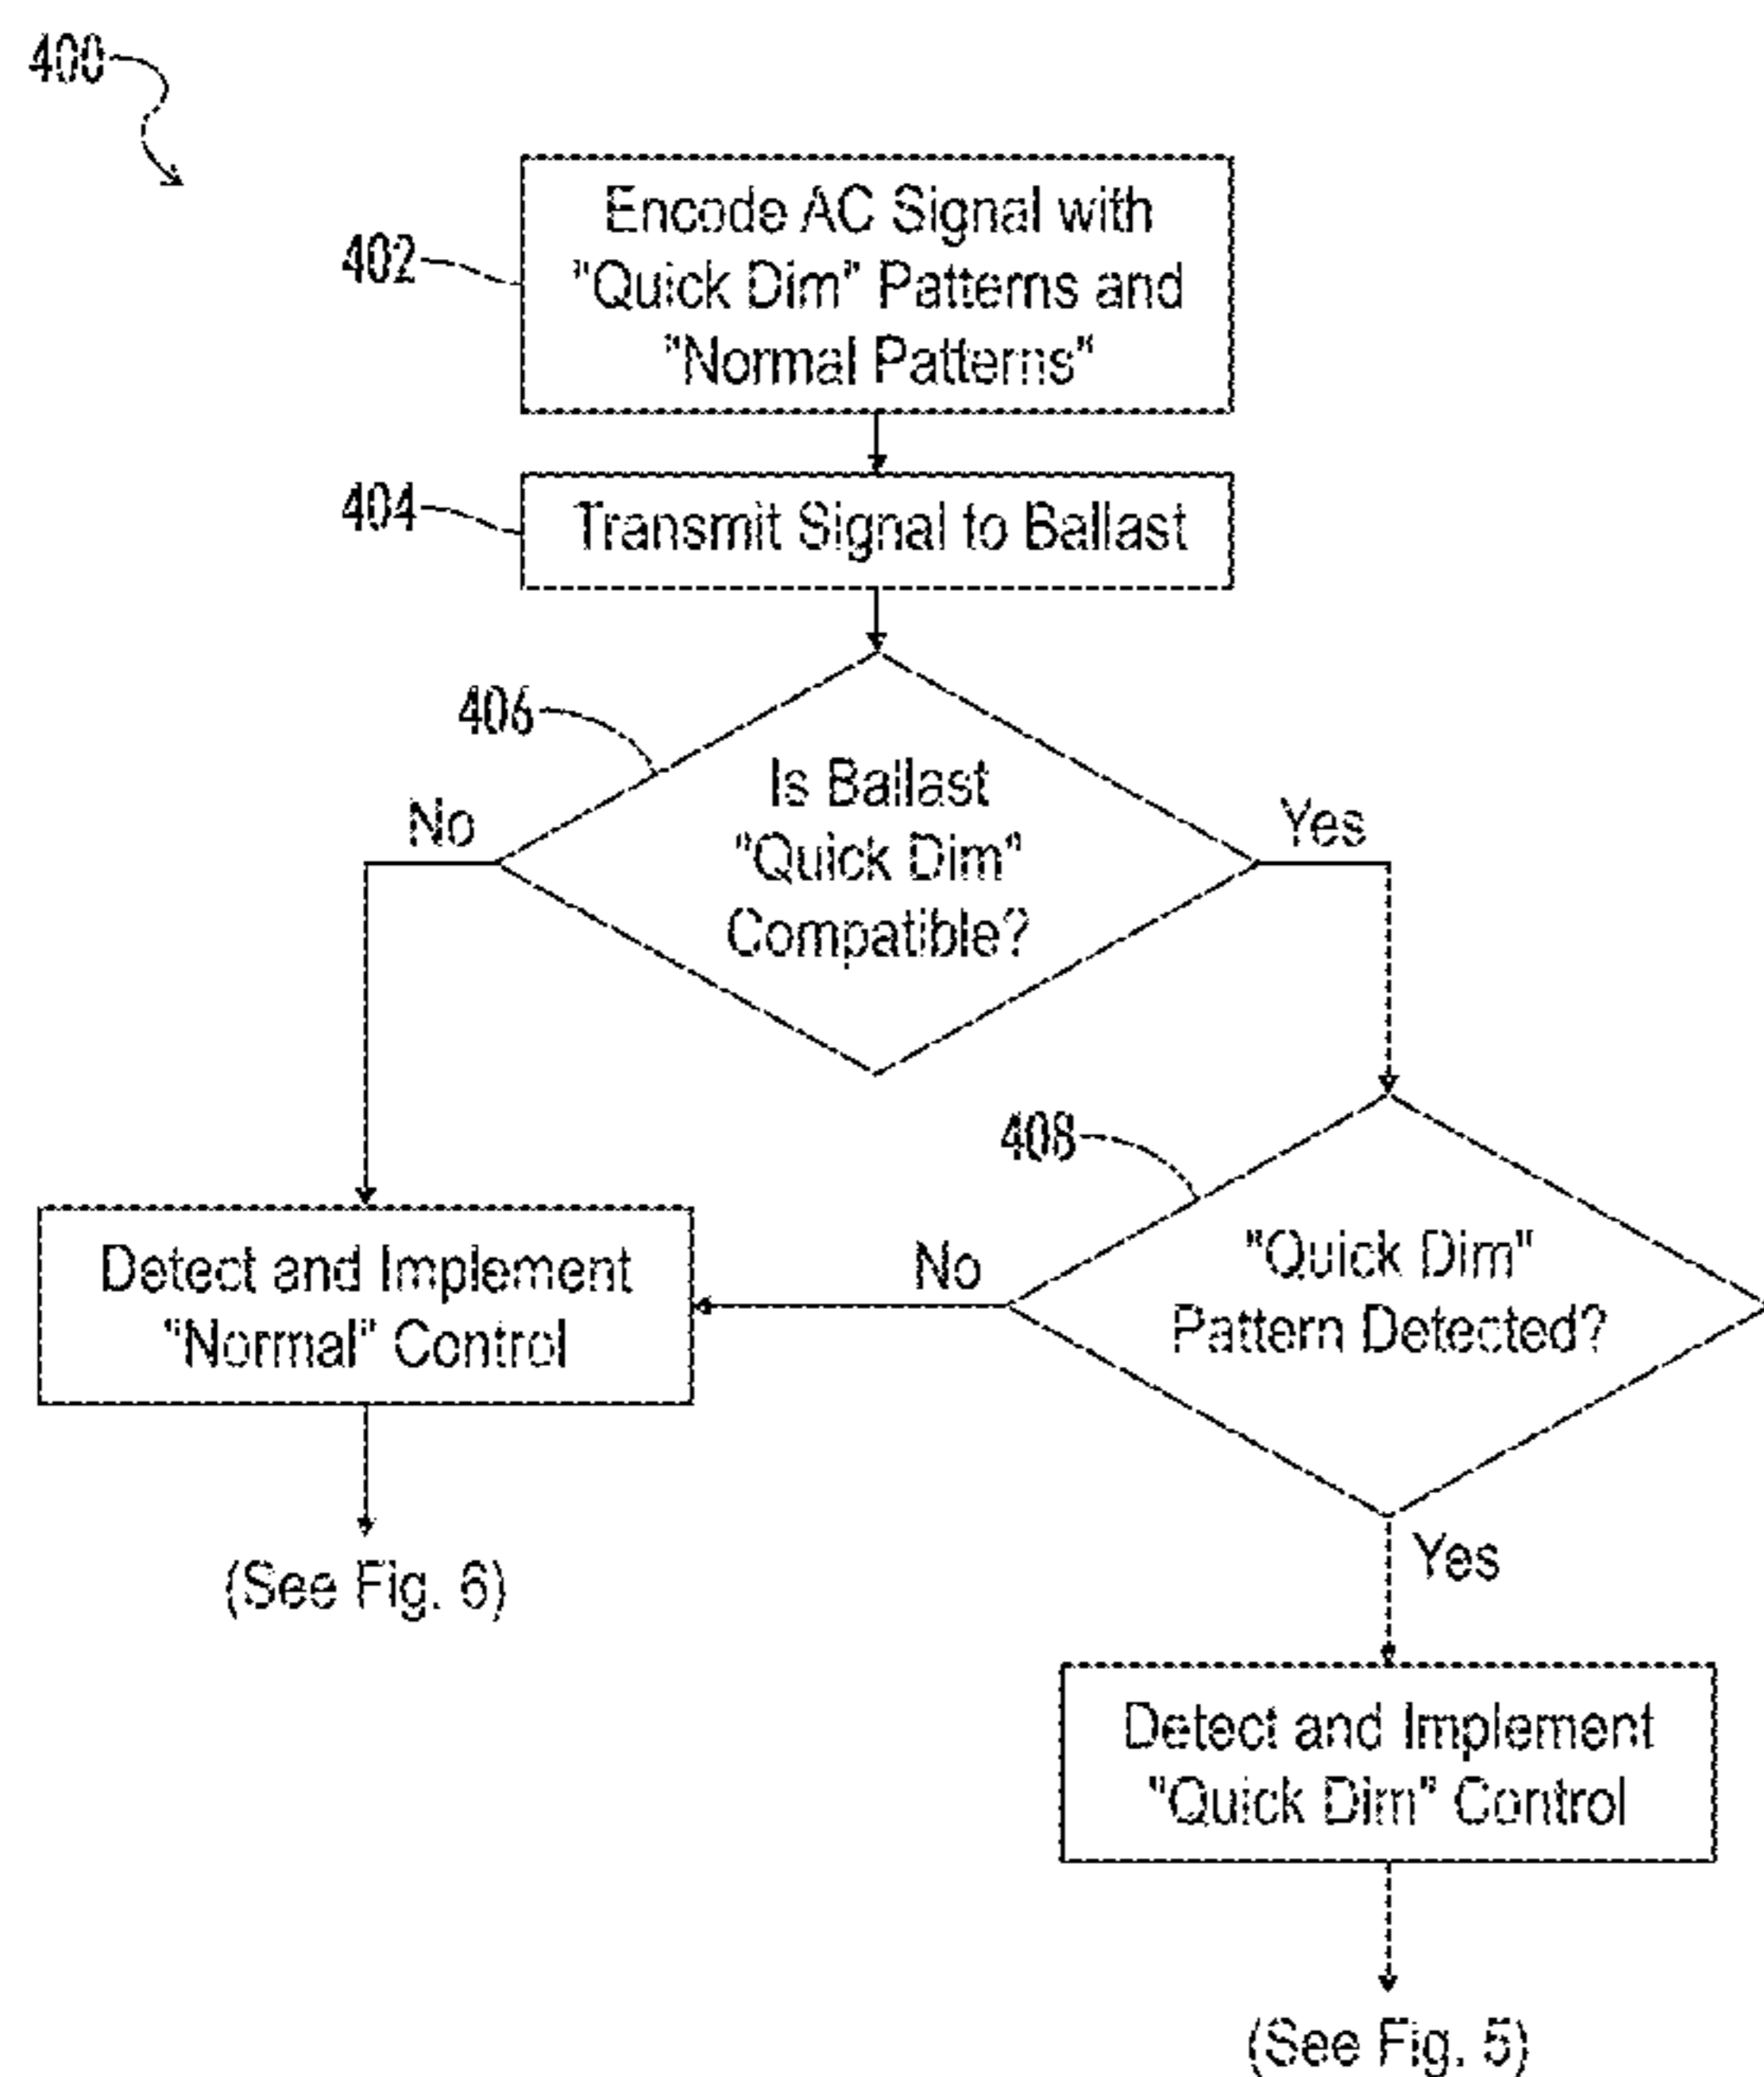 400
402
Encode AC Signal with
"Quick Dim" Patterns and
"Normal Patterns"
404
Transmit Signal to Ballast
406
Is Ballast
"Quick Dim"
Compatible?
No
Yes
408
"Quick Dim"
Pattern Detected?
No
Detect and Implement
"Normal" Control
(See Fig. 6)
Yes
Detect and Implement
"Quick Dim" Control
(See Fig. 5)